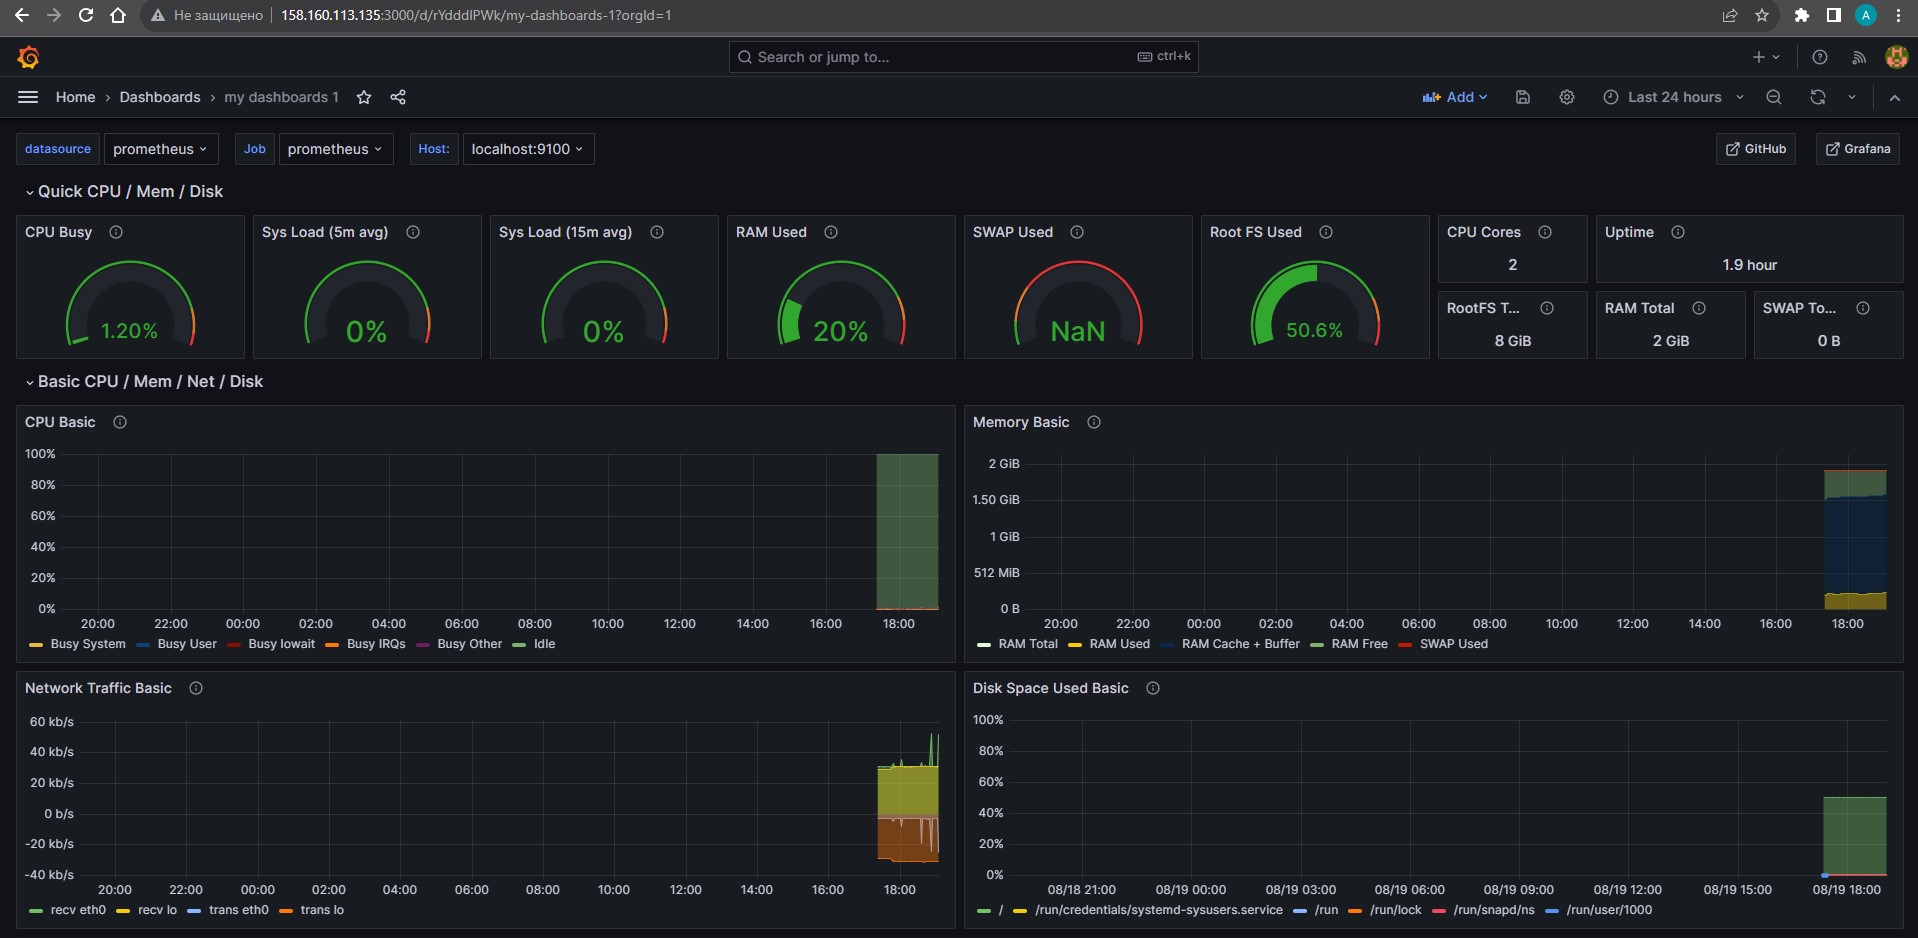 Не защищено 158.160.113.135:3000/d/rYdddlPWk/my-dashboards-1?orgId=1
A
Search or jump to... ctrl+k
Home › Dashboards › my dashboards 1
Add
Last 24 hours
datasource prometheus Job prometheus Host: localhost:9100 GitHub Grafana
Quick CPU / Mem / Disk
CPU Busy
1.20%
Sys Load (5m avg)
0%
Sys Load (15m avg)
0%
RAM Used
20%
SWAP Used
NaN
Root FS Used
50.6%
CPU Cores
2
Uptime
1.9 hour
RootFS T...
8 GiB
RAM Total
2 GiB
SWAP To...
0 B
Basic CPU / Mem / Net / Disk
CPU Basic
100%
80%
60%
40%
20%
0%
20:00 22:00 00:00 02:00 04:00 06:00 08:00 10:00 12:00 14:00 16:00 18:00
Busy System Busy User Busy Iowait Busy IRQs Busy Other Idle
Memory Basic
2 GiB
1.50 GiB
1 GiB
512 MiB
0 B
20:00 22:00 00:00 02:00 04:00 06:00 08:00 10:00 12:00 14:00 16:00 18:00
RAM Total RAM Used RAM Cache + Buffer RAM Free SWAP Used
Network Traffic Basic
60 kb/s
40 kb/s
20 kb/s
0 b/s
-20 kb/s
-40 kb/s
20:00 22:00 00:00 02:00 04:00 06:00 08:00 10:00 12:00 14:00 16:00 18:00
recv eth0 recv lo trans eth0 trans lo
Disk Space Used Basic
100%
80%
60%
40%
20%
0%
08/18 21:00 08/19 00:00 08/19 03:00 08/19 06:00 08/19 09:00 08/19 12:00 08/19 15:00 08/19 18:00
/ /run/credentials/systemd-sysusers.service /run /run/lock /run/snapd/ns /run/user/1000